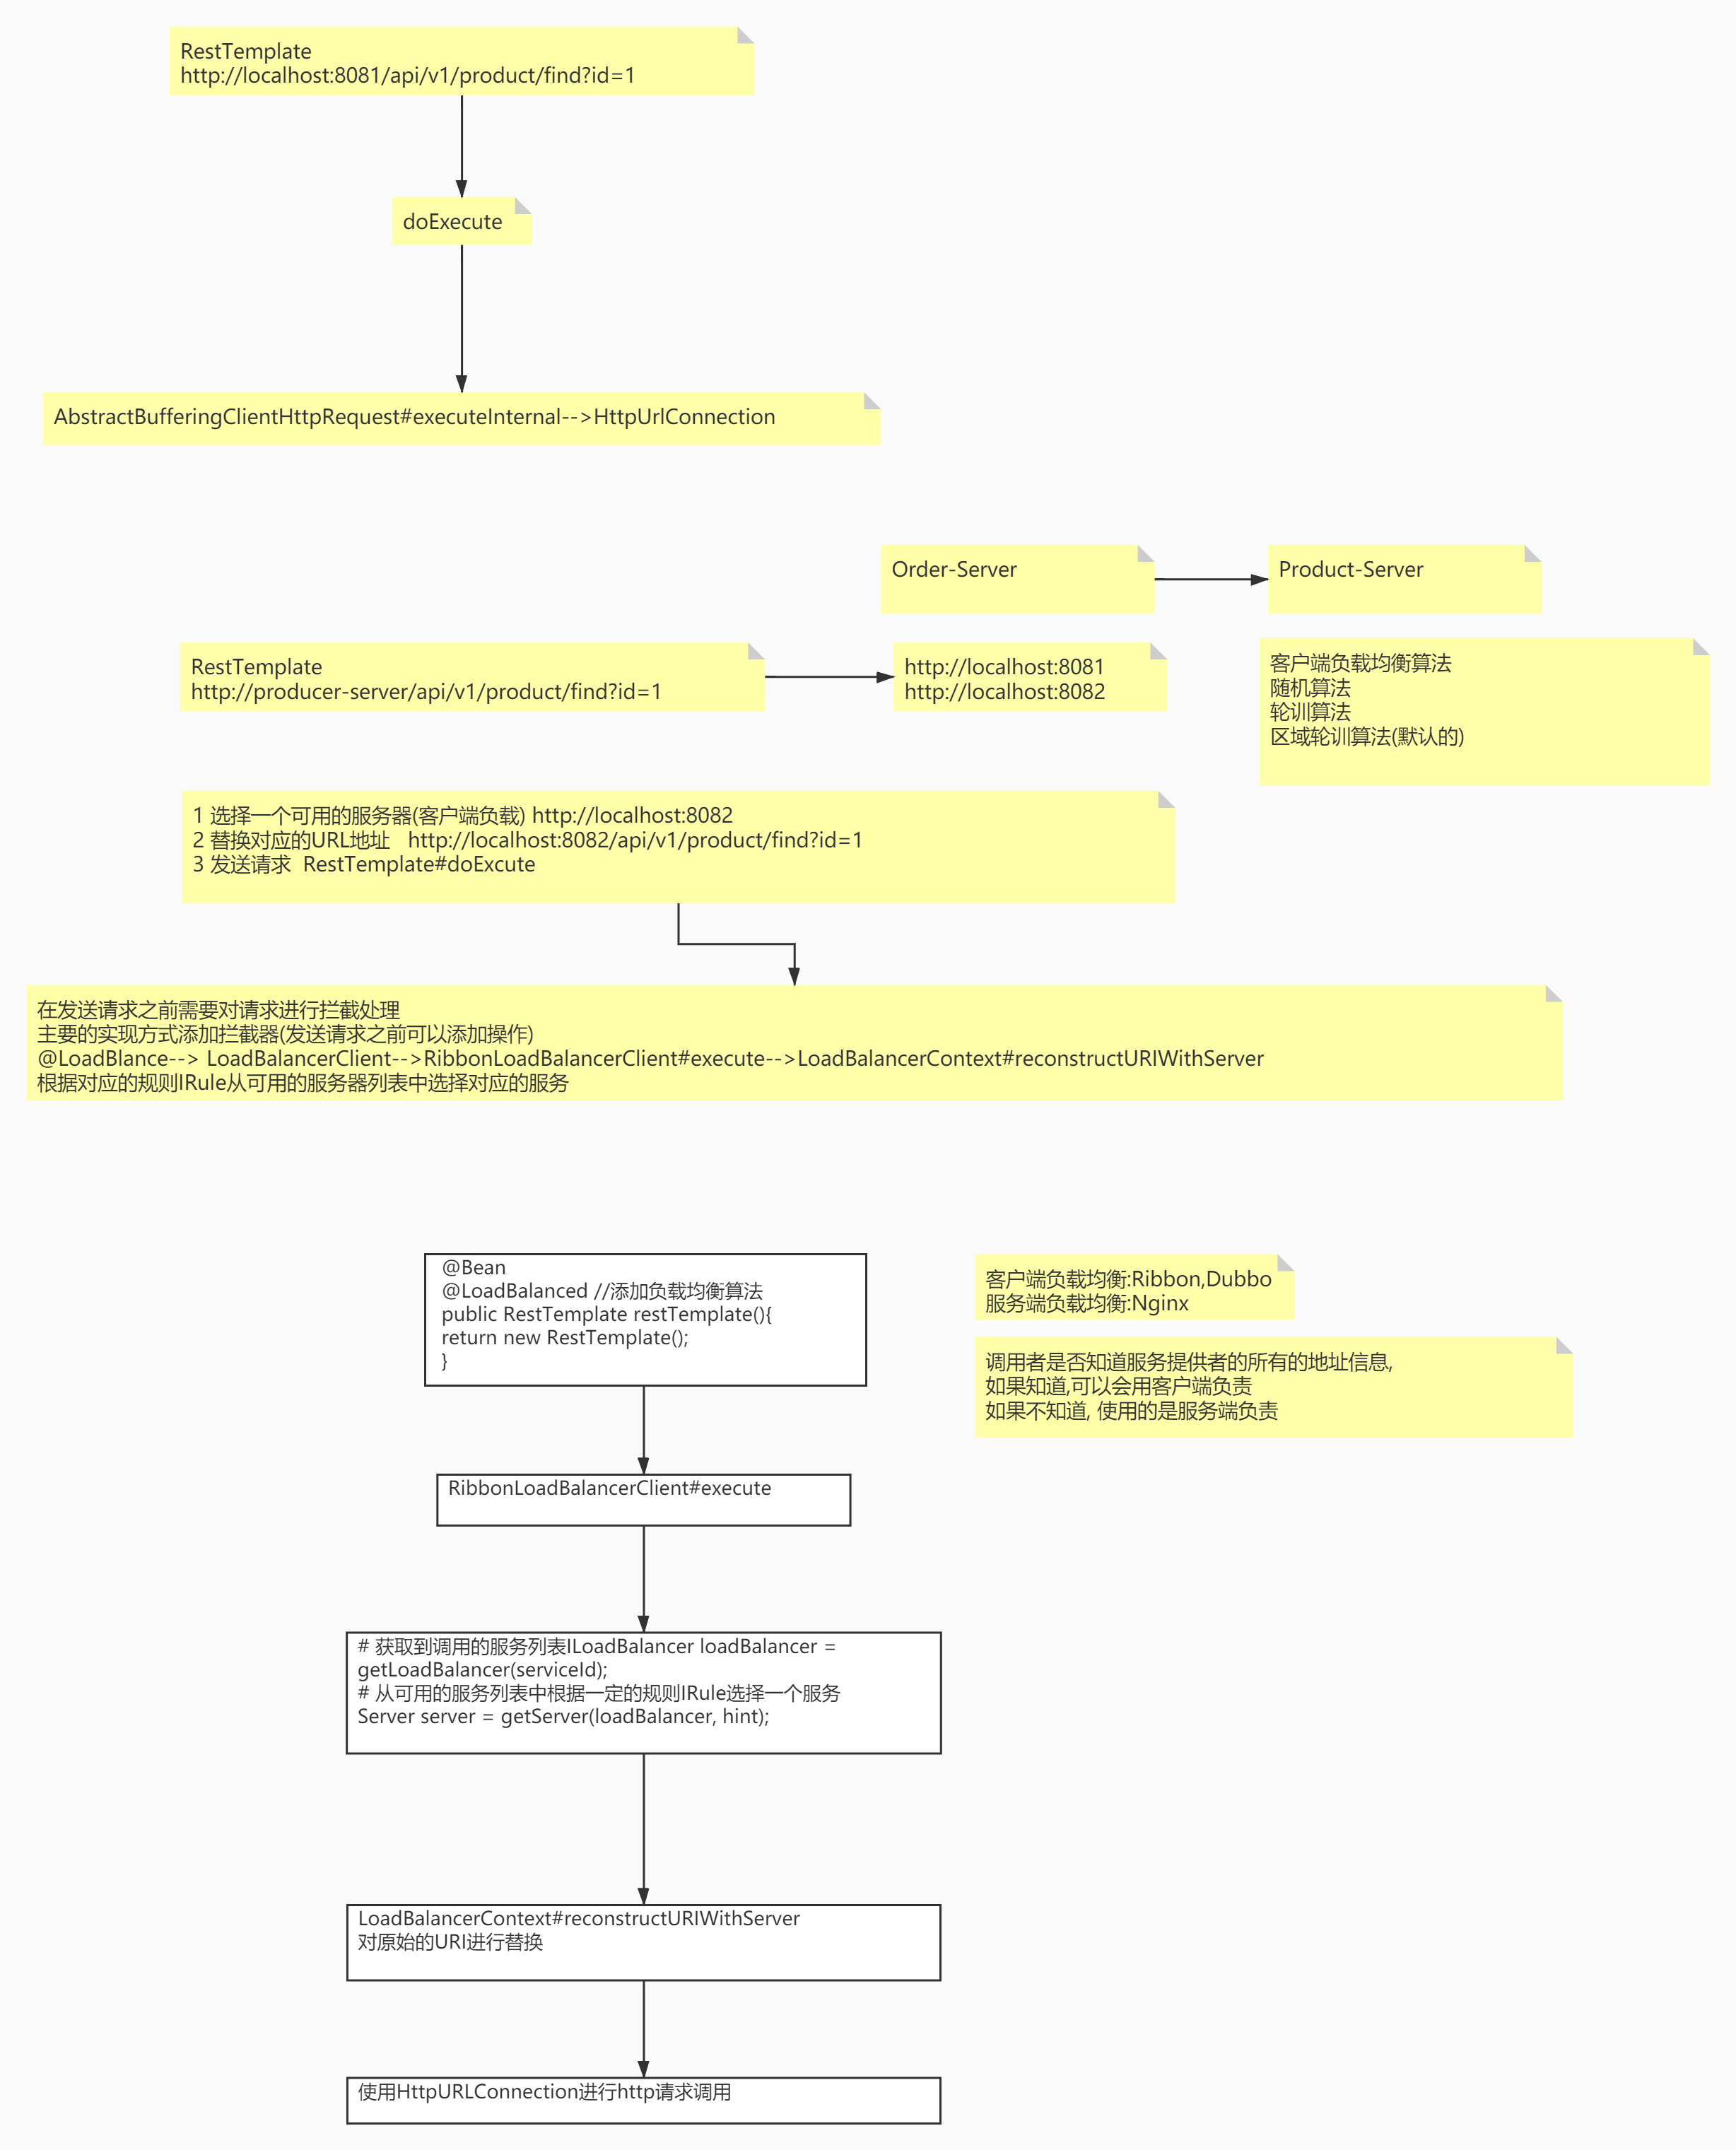 RestTemplate
http://localhost:8081/api/v1/product/find?id=1
doExecute
AbstractBufferingClientHttpRequest#executeInternal-->HttpUrlConnection
Order-Server
Product-Server
RestTemplate
http://producer-server/api/v1/product/find?id=1
http://localhost:8081
http://localhost:8082
客户端负载均衡算法
随机算法
轮训算法
区域轮训算法(默认的)
1 选择一个可用的服务器(客户端负载) http://localhost:8082
2 替换对应的URL地址   http://localhost:8082/api/v1/product/find?id=1
3 发送请求  RestTemplate#doExcute
在发送请求之前需要对请求进行拦截处理
主要的实现方式添加拦截器(发送请求之前可以添加操作)
@LoadBlance--> LoadBalancerClient-->RibbonLoadBalancerClient#execute-->LoadBalancerContext#reconstructURIWithServer
根据对应的规则IRule从可用的服务器列表中选择对应的服务
@Bean
@LoadBalanced //添加负载均衡算法
public RestTemplate restTemplate(){
return new RestTemplate();
}
客户端负载均衡:Ribbon,Dubbo
服务端负载均衡:Nginx
调用者是否知道服务提供者的所有的地址信息,
如果知道,可以会用客户端负责
如果不知道, 使用的是服务端负责
RibbonLoadBalancerClient#execute
# 获取到调用的服务列表ILoadBalancer loadBalancer =
getLoadBalancer(serviceId);
# 从可用的服务列表中根据一定的规则IRule选择一个服务
Server server = getServer(loadBalancer, hint);
LoadBalancerContext#reconstructURIWithServer
对原始的URI进行替换
使用HttpURLConnection进行http请求调用